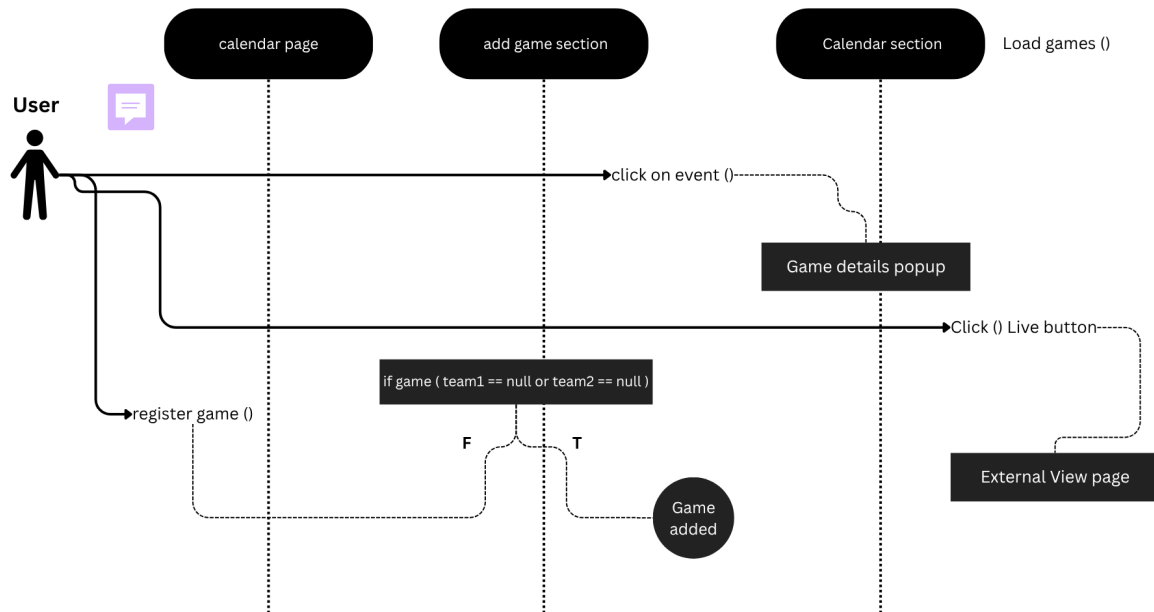 calendar page
add game section
Calendar section
Load games ()
User
click on event ()
Game details popup
Click () Live button
if game ( team1 == null or team2 == null )
register game ()
F
T
External View page
Game
added